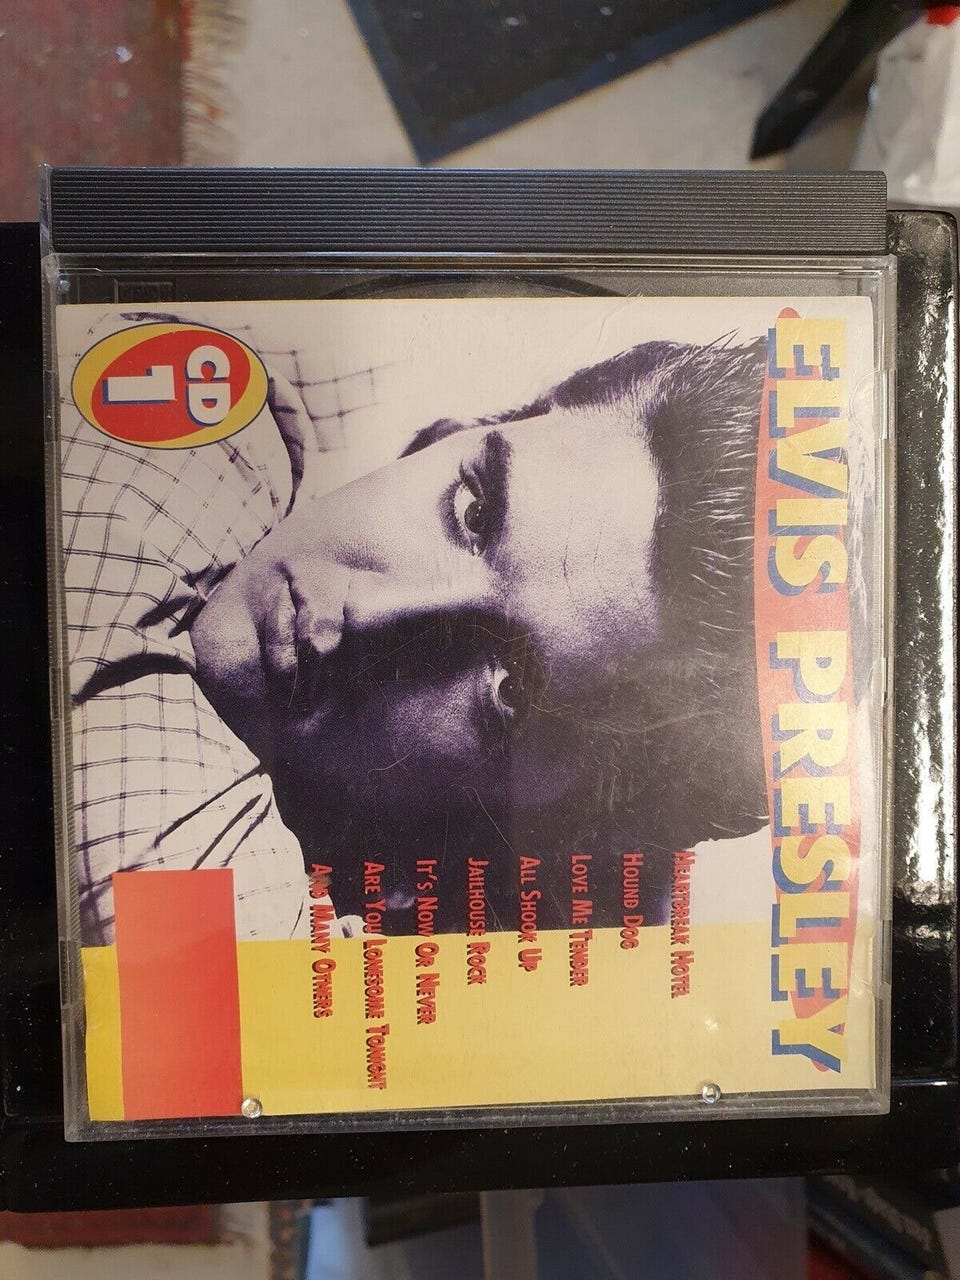 ELVIS PRESLEY
HEARTBREAK HOTEL
HOUND DOG
LOVE ME TENDER
ALL SHOOK UP
JAILHOUSE ROCK
IT'S NOW OR NEVER
ARE YOU LONESOME TONIGHT
AND MANY OTHERS
CD
1